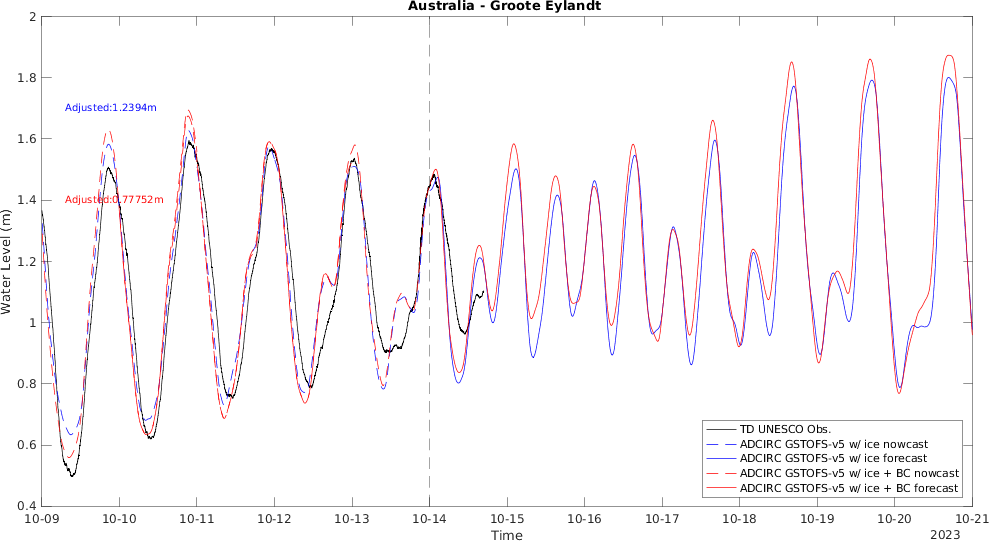 Australia - Groote Eylandt
Water Level (m)
2
1.8
1.6
1.4
1.2
1
0.8
0.6
0.4
Adjusted:1.2394m
Adjusted:0.77752m
TD UNESCO Obs.
ADCIRC GSTOFS-v5 w/ ice nowcast
ADCIRC GSTOFS-v5 w/ ice forecast
ADCIRC GSTOFS-v5 w/ ice + BC nowcast
ADCIRC GSTOFS-v5 w/ ice + BC forecast
10-09 10-10 10-11 10-12 10-13 10-14 10-15 10-16 10-17 10-18 10-19 10-20 10-21
Time
2023